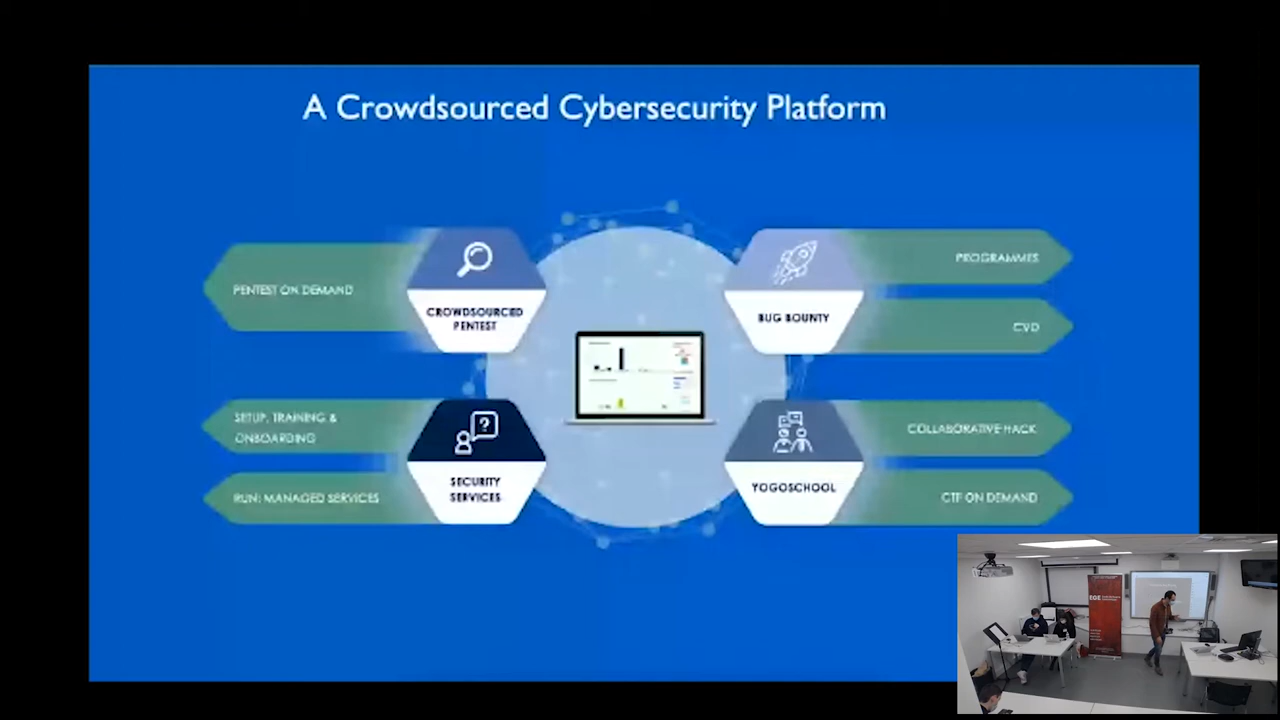 A Crowdsourced Cybersecurity Platform
PENTEST ON DEMAND
CROWDSOURCED
PENTEST
SETUP, TRAINING &
ONBOARDING
RUN: MANAGED SERVICES
SECURITY
SERVICES
BUG BOUNTY
PROGRAMMES
CVD
YOGOSCHOOL
COLLABORATIVE HACK
CTF ON DEMAND
EGE